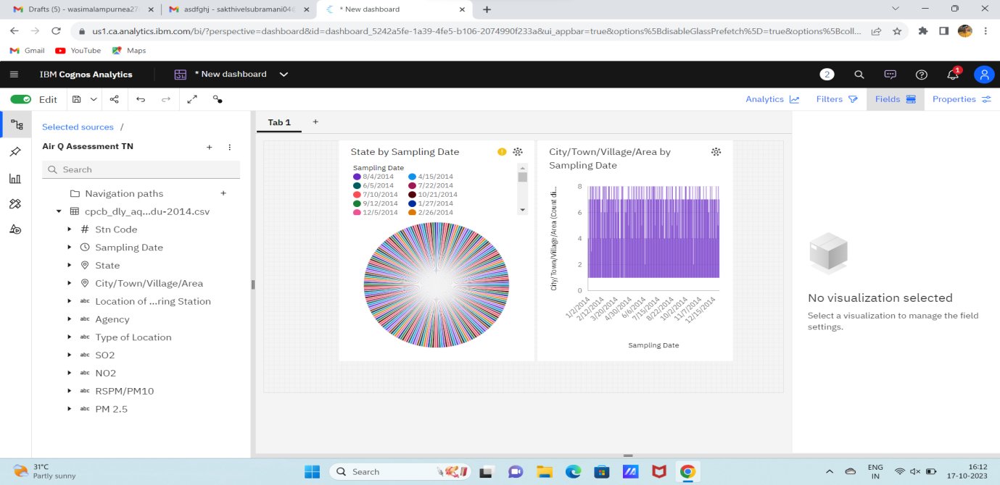 Drafts (5) - wasimalampurnea27
asdfghj - sakthivelsubramani04
* New dashboard
us1.ca.analytics.ibm.com/bi/?perspective=dashboard&id=dashboard_5242a5fe-1a39-4fe5-b106-2074990f233a&ui_appbar=true&options%5BdisableGlassPrefetch%5D=true&options%5Bcoll...
Gmail YouTube Maps
IBM Cognos Analytics * New dashboard 2 1
Edit Analytics Filters Fields Properties
Selected sources /
Tab 1 +
Air Q Assessment TN
Search
Navigation paths
cpcb_dly_aq...du-2014.csv
# Stn Code
Sampling Date
State
City/Town/Village/Area
abc Location of ...ring Station
abc Agency
abc Type of Location
abc SO2
abc NO2
abc RSPM/PM10
abc PM 2.5
State by Sampling Date
Sampling Date
8/4/2014 4/15/2014
6/5/2014 7/22/2014
7/10/2014 10/21/2014
9/12/2014 1/27/2014
12/5/2014 2/26/2014
City/Town/Village/Area by
Sampling Date
City/Town/Village/Area (Count di...
8
6
4
2
0
1/2/2014
2/12/2014
3/20/2014
4/30/2014
6/6/2014
7/15/2014
8/22/2014
10/2/2014
11/7/2014
12/15/2014
Sampling Date
No visualization selected
Select a visualization to manage the field
settings.
31°C
Partly sunny
Search
ENG
IN
16:12
17-10-2023